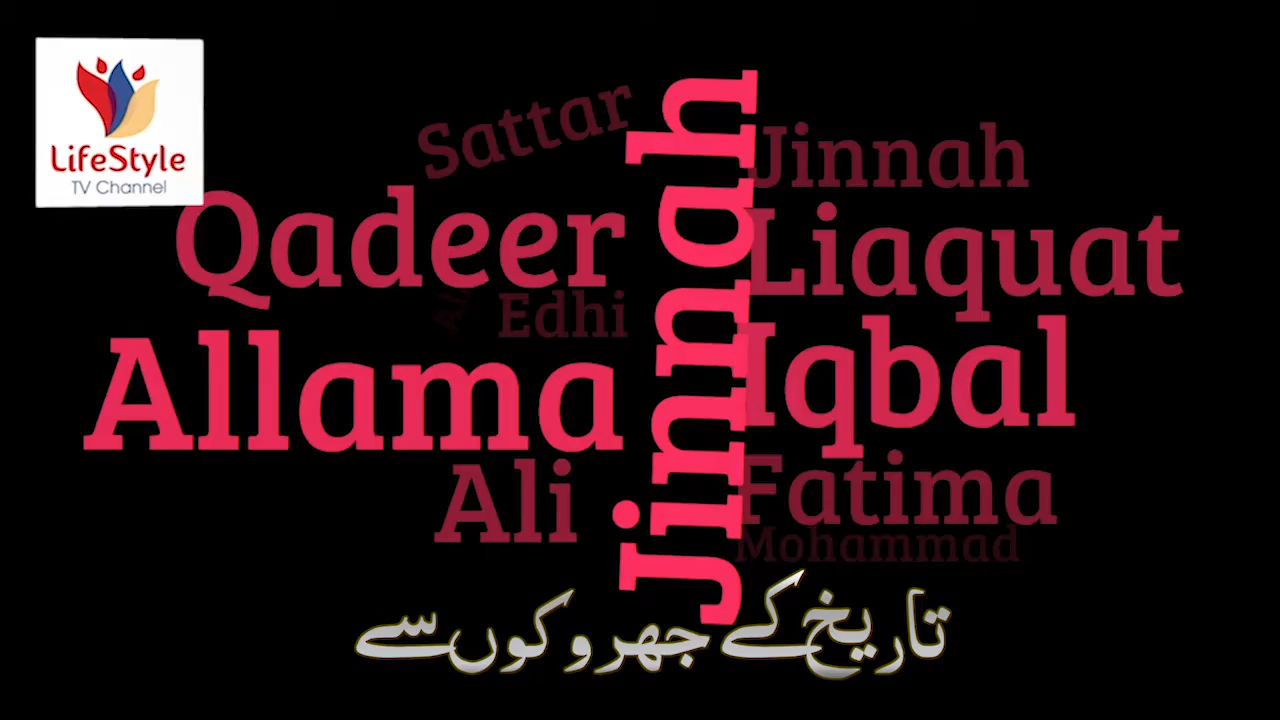 LifeStyle
TV Channel
Sattar
Jinnah
Jinnah
Qadeer
Liaquat
Edhi
Allama
Iqbal
Ali
Fatima
Mohammad
تاریخ کے جھروکوں سے